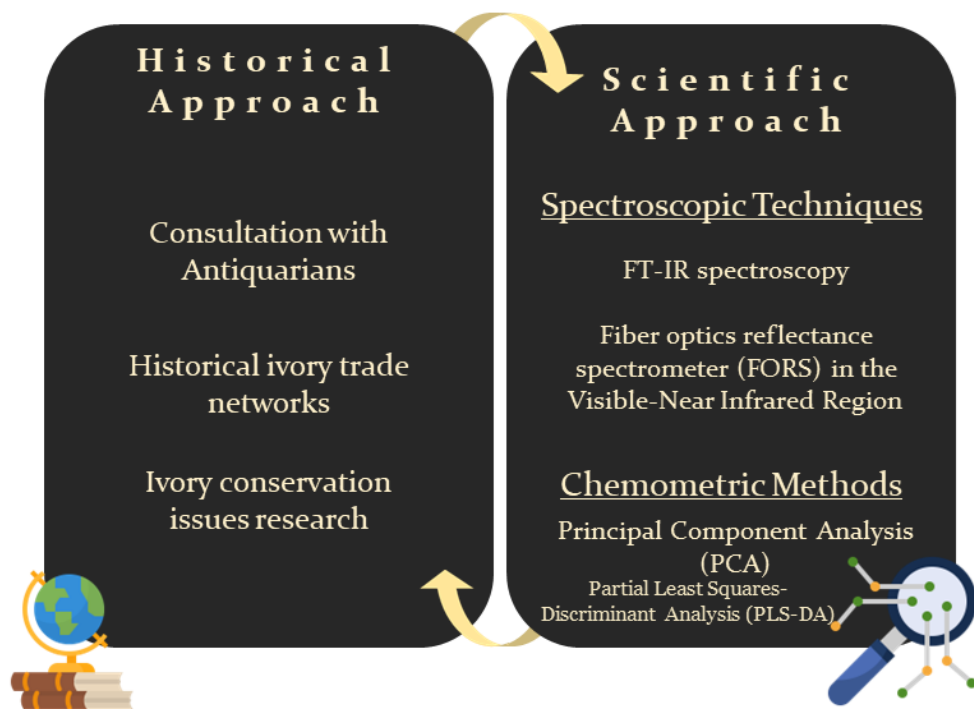 Historical
Approach
Consultation with
Antiquarians
Historical ivory trade
networks
Ivory conservation
issues research
Scientific
Approach
Spectroscopic Techniques
FT-IR spectroscopy
Fiber optics reflectance
spectrometer (FORS) in the
Visible-Near Infrared Region
Chemometric Methods
Principal Component Analysis
(PCA)
Partial Least Squares-
Discriminant Analysis (PLS-DA)